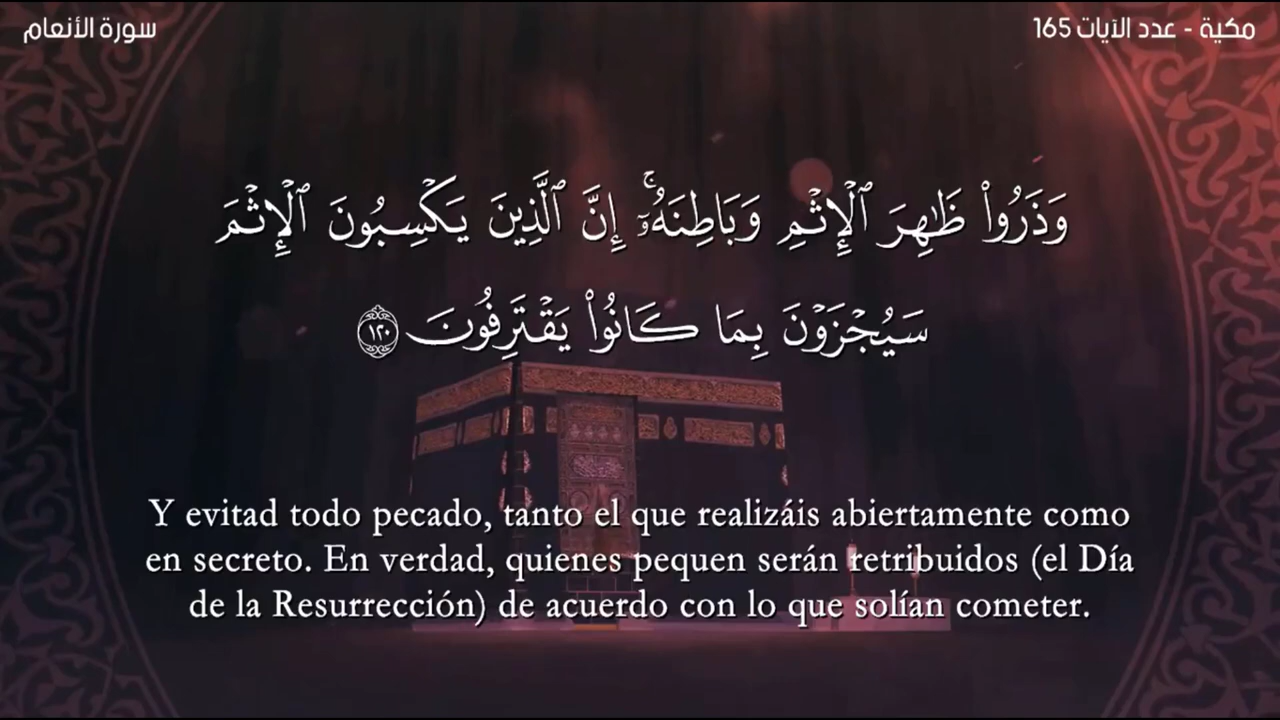 سورة الأنعام
مكية - عدد الآيات 165
وَذَرُوا۟ ظَـٰهِرَ ٱلْإِثْمِ وَبَاطِنَهُۥٓ ۚ إِنَّ ٱلَّذِينَ يَكْسِبُونَ ٱلْإِثْمَ
سَيُجْزَوْنَ بِمَا كَانُوا۟ يَقْتَرِفُونَ ١٢٠
Y evitad todo pecado, tanto el que realizáis abiertamente como
en secreto. En verdad, quienes pequen serán retribuidos (el Día
de la Resurrección) de acuerdo con lo que solían cometer.